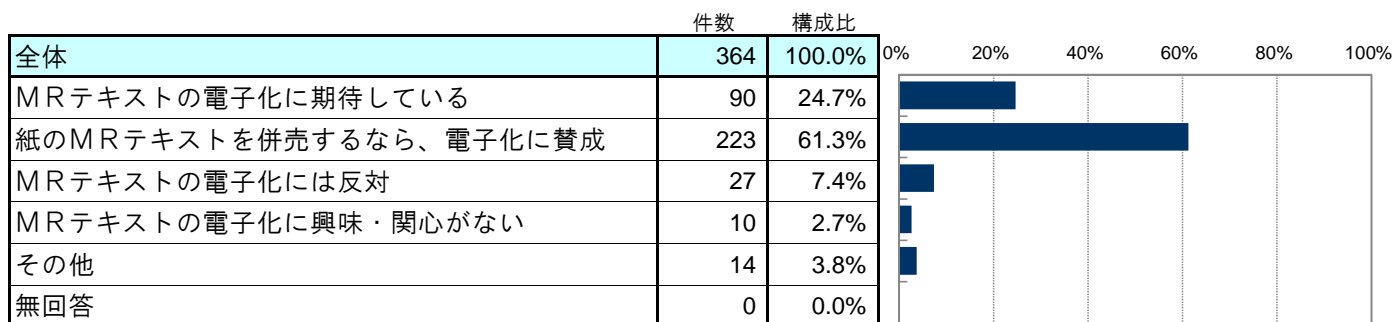 件数 構成比
全体 364 100.0% 0% 20% 40% 60% 80% 100%
ＭＲテキストの電子化に期待している 90 24.7%
紙のＭＲテキストを併売するなら、電子化に賛成 223 61.3%
ＭＲテキストの電子化には反対 27 7.4%
ＭＲテキストの電子化に興味・関心がない 10 2.7%
その他 14 3.8%
無回答 0 0.0%